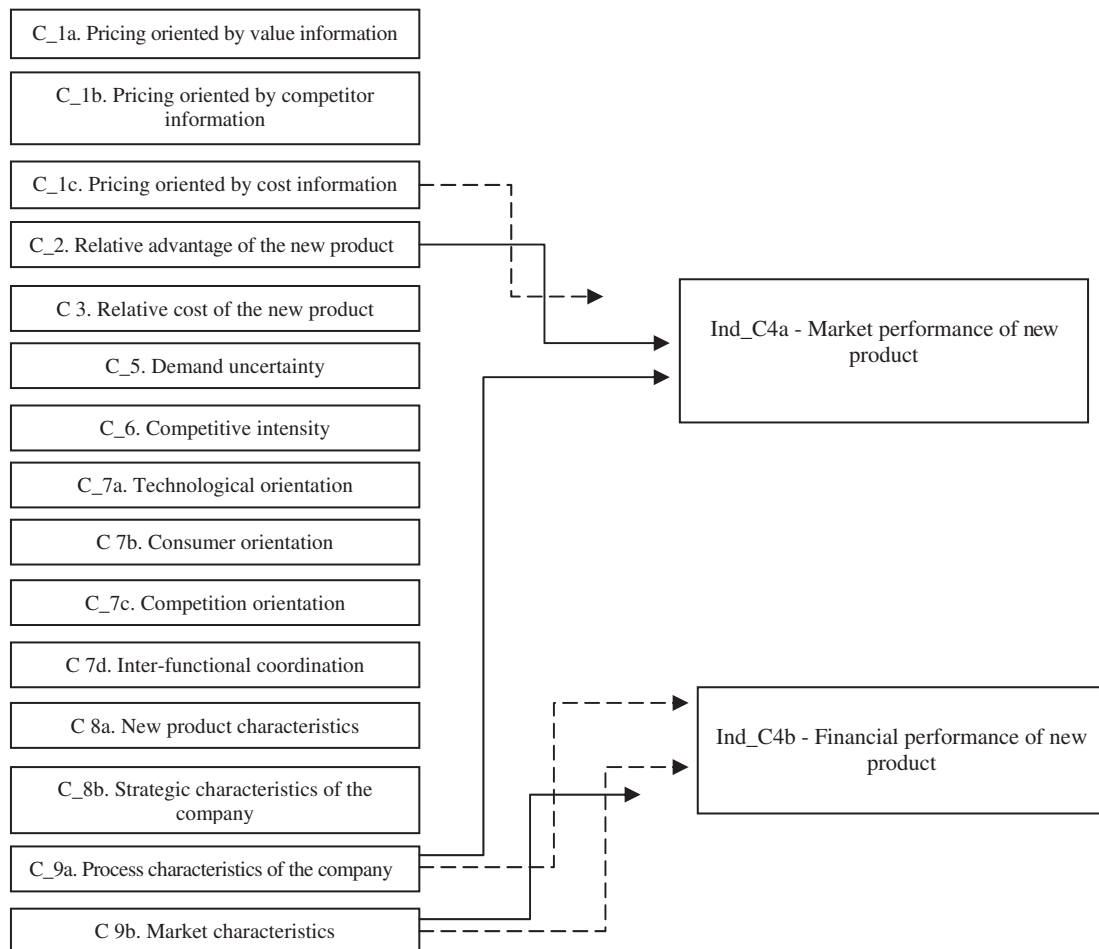 C_1a. Pricing oriented by value information
C_1b. Pricing oriented by competitor
information
C_1c. Pricing oriented by cost information
C_2. Relative advantage of the new product
C 3. Relative cost of the new product
C_5. Demand uncertainty
C_6. Competitive intensity
C_7a. Technological orientation
C 7b. Consumer orientation
C_7c. Competition orientation
C 7d. Inter-functional coordination
C 8a. New product characteristics
C_8b. Strategic characteristics of the
company
C_9a. Process characteristics of the company
C 9b. Market characteristics
Ind_C4a - Market performance of new
product
Ind_C4b - Financial performance of new
product